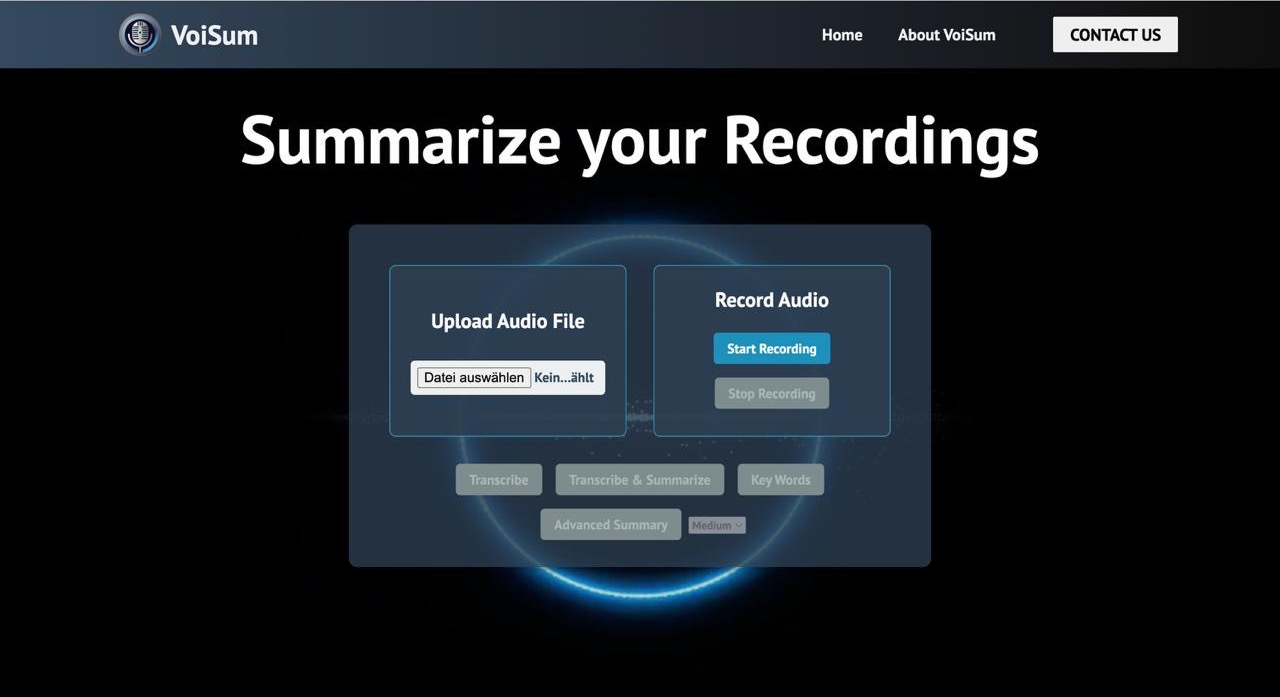 VoiSum
Home
About VoiSum
CONTACT US
Summarize your Recordings
Upload Audio File
Datei auswählen Kein...ählt
Record Audio
Start Recording
Stop Recording
Transcribe
Transcribe & Summarize
Key Words
Advanced Summary
Medium